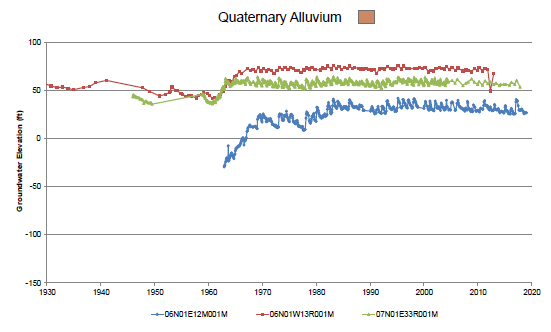 Quaternary Alluvium
100
50
0
-50
-100
-150
Groundwater Elevation (ft)
1930 1940 1950 1960 1970 1980 1990 2000 2010 2020
06N01E12M001M 06N01W13R001M 07N01E33R001M